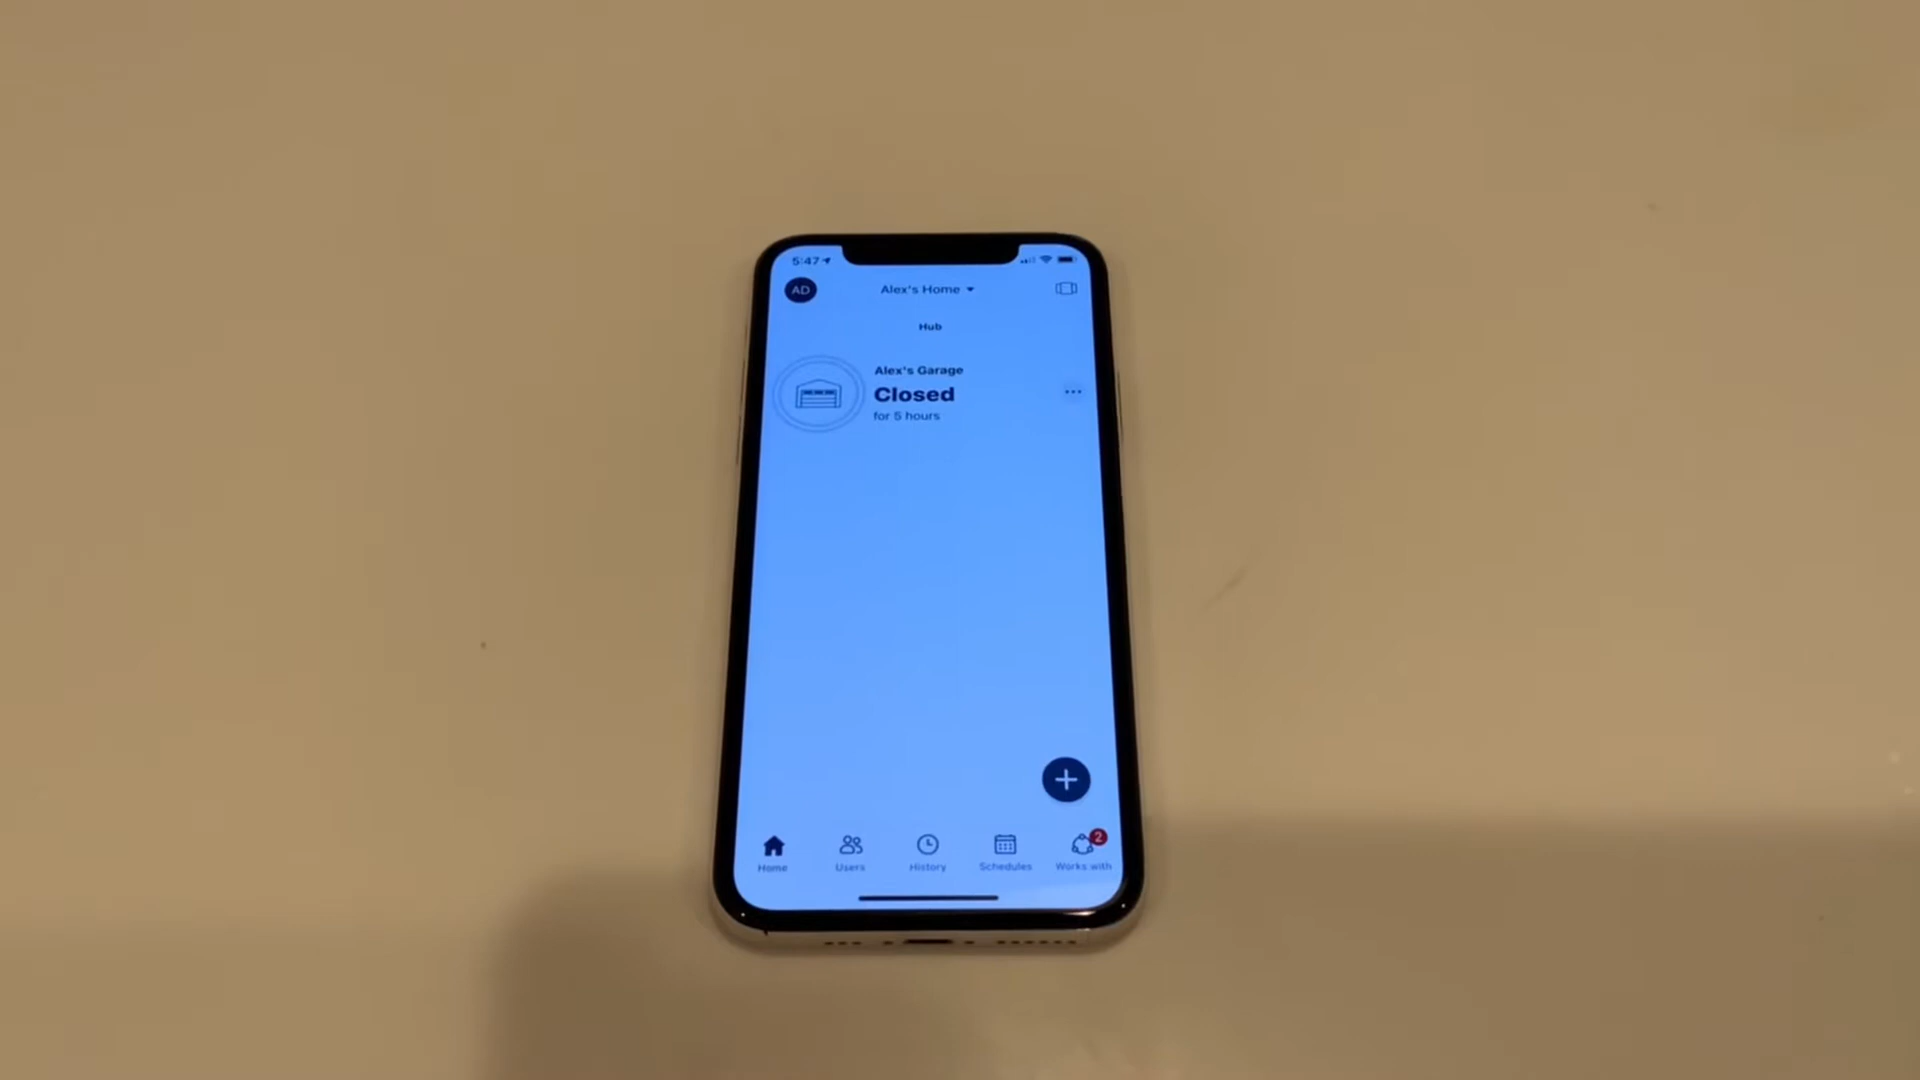 5:47
AD
Alex's Home
Hub
Alex's Garage
Closed
for 5 hours
Home
Users
History
Schedules
Works with
2